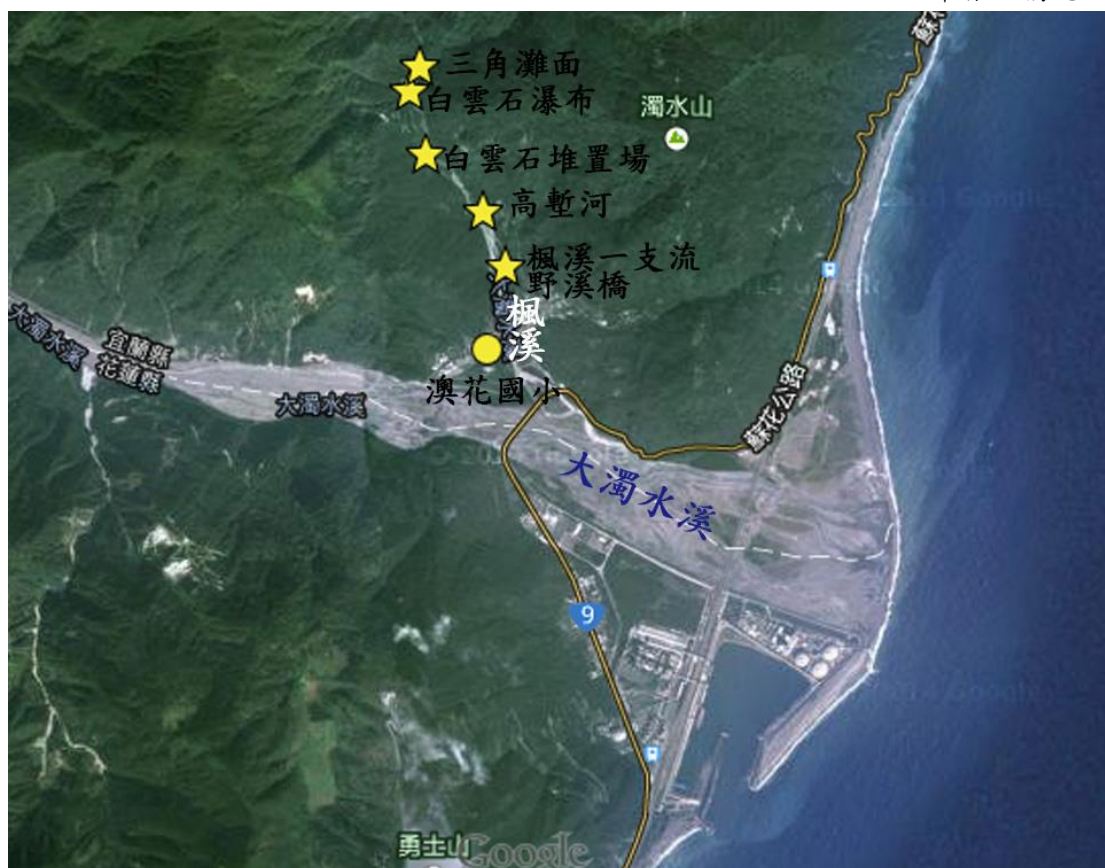 三角灘面
白雲石瀑布
濁水山
白雲石堆置場
高塹河
楓溪一支流
野溪橋
楓溪
大濁水溪
宜蘭縣
花蓮縣
大濁水溪
澳花國小
蘇花公路
大濁水溪
9
勇士山
Google